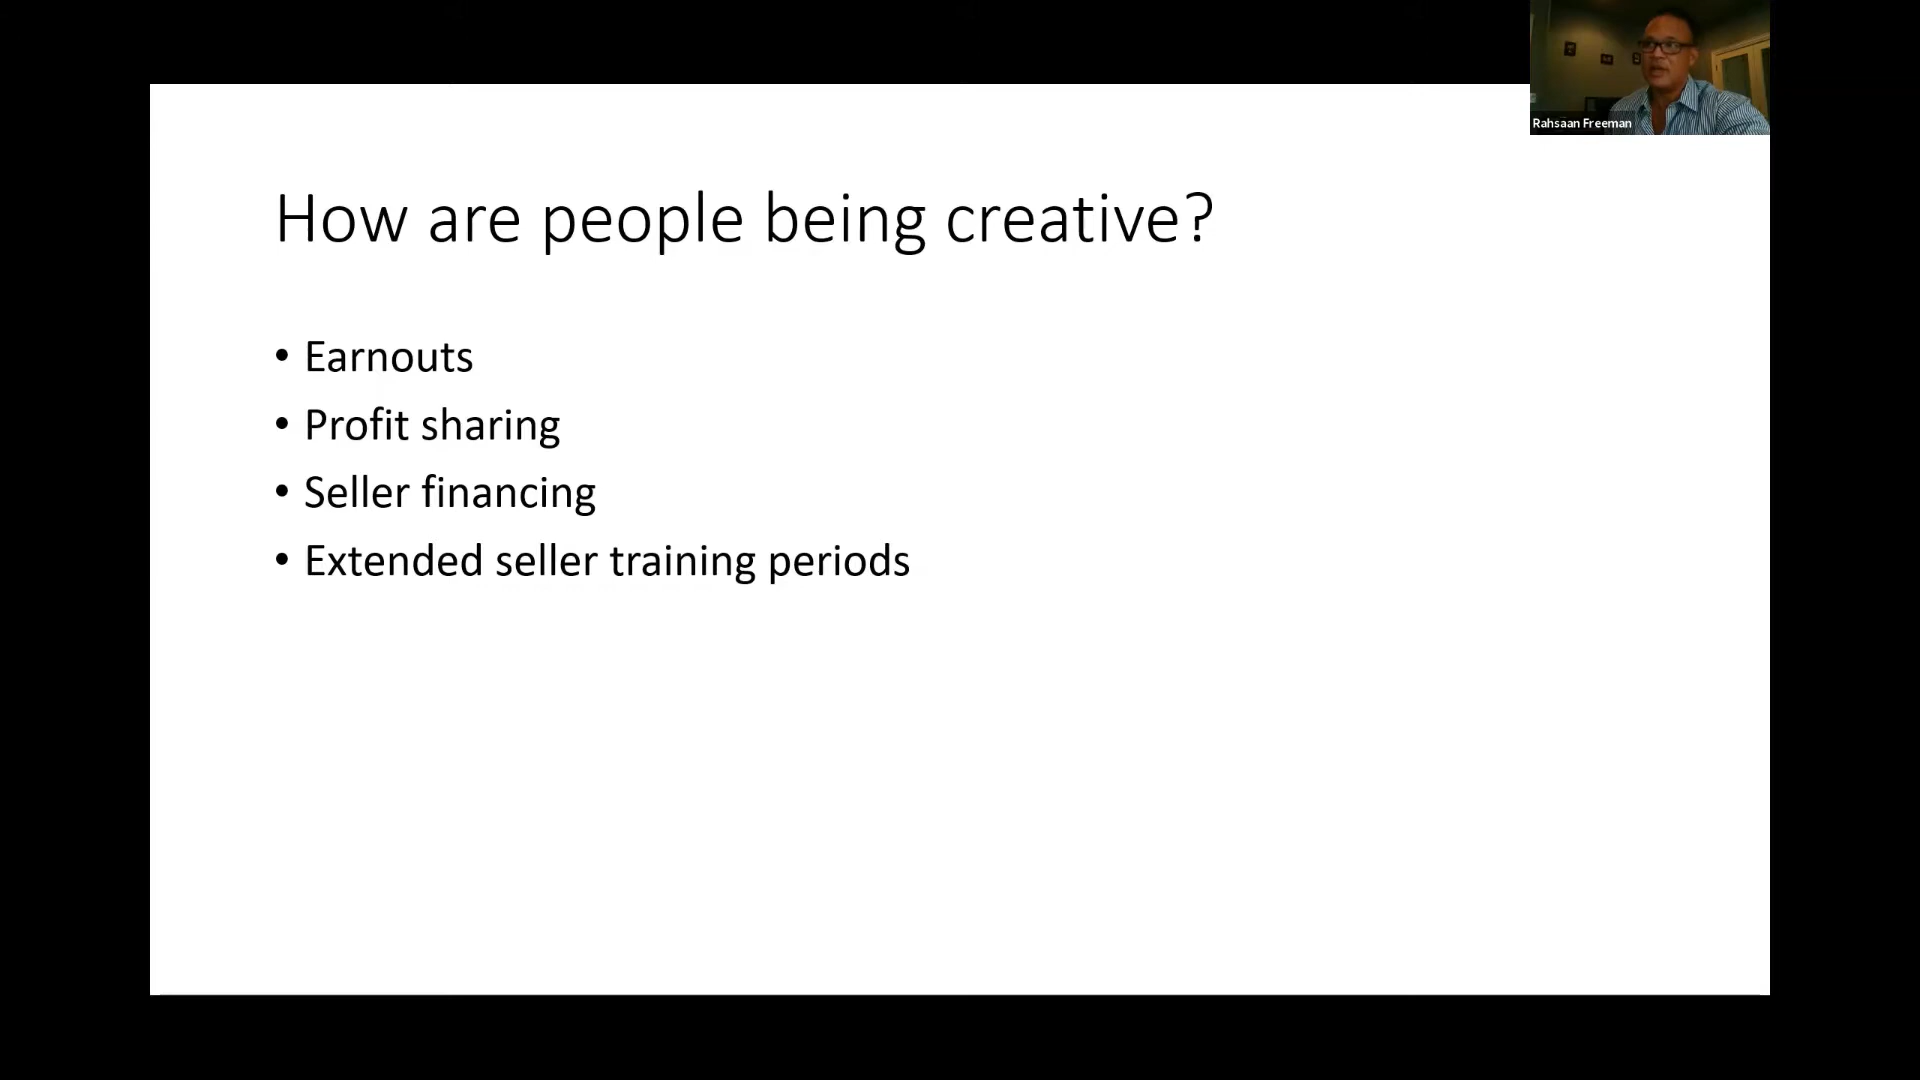 Rahsaan Freeman
How are people being creative?
• Earnouts
• Profit sharing
• Seller financing
• Extended seller training periods